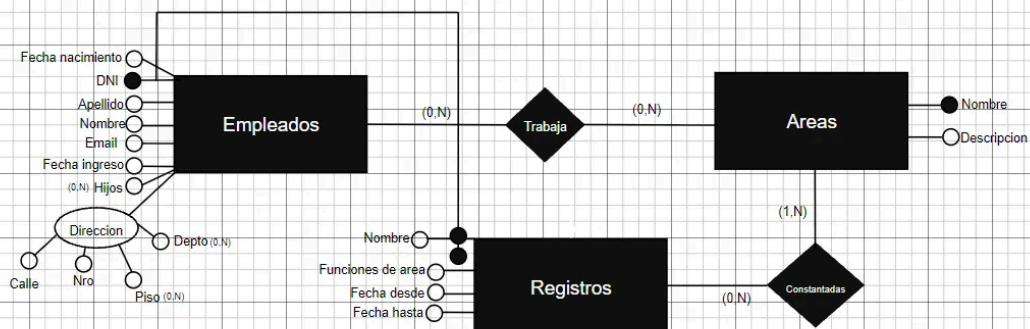 Fecha nacimiento
DNI
Apellido
Nombre
Email
Fecha ingreso
(0,N) Hijos
Direccion
Calle
Nro
Piso (0,N)
Depto (0,N)
Empleados
(0,N)
Trabaja
(0,N)
Areas
Nombre
Descripcion
(1,N)
Constantadas
(0,N)
Nombre
Funciones de area
Fecha desde
Fecha hasta
Registros